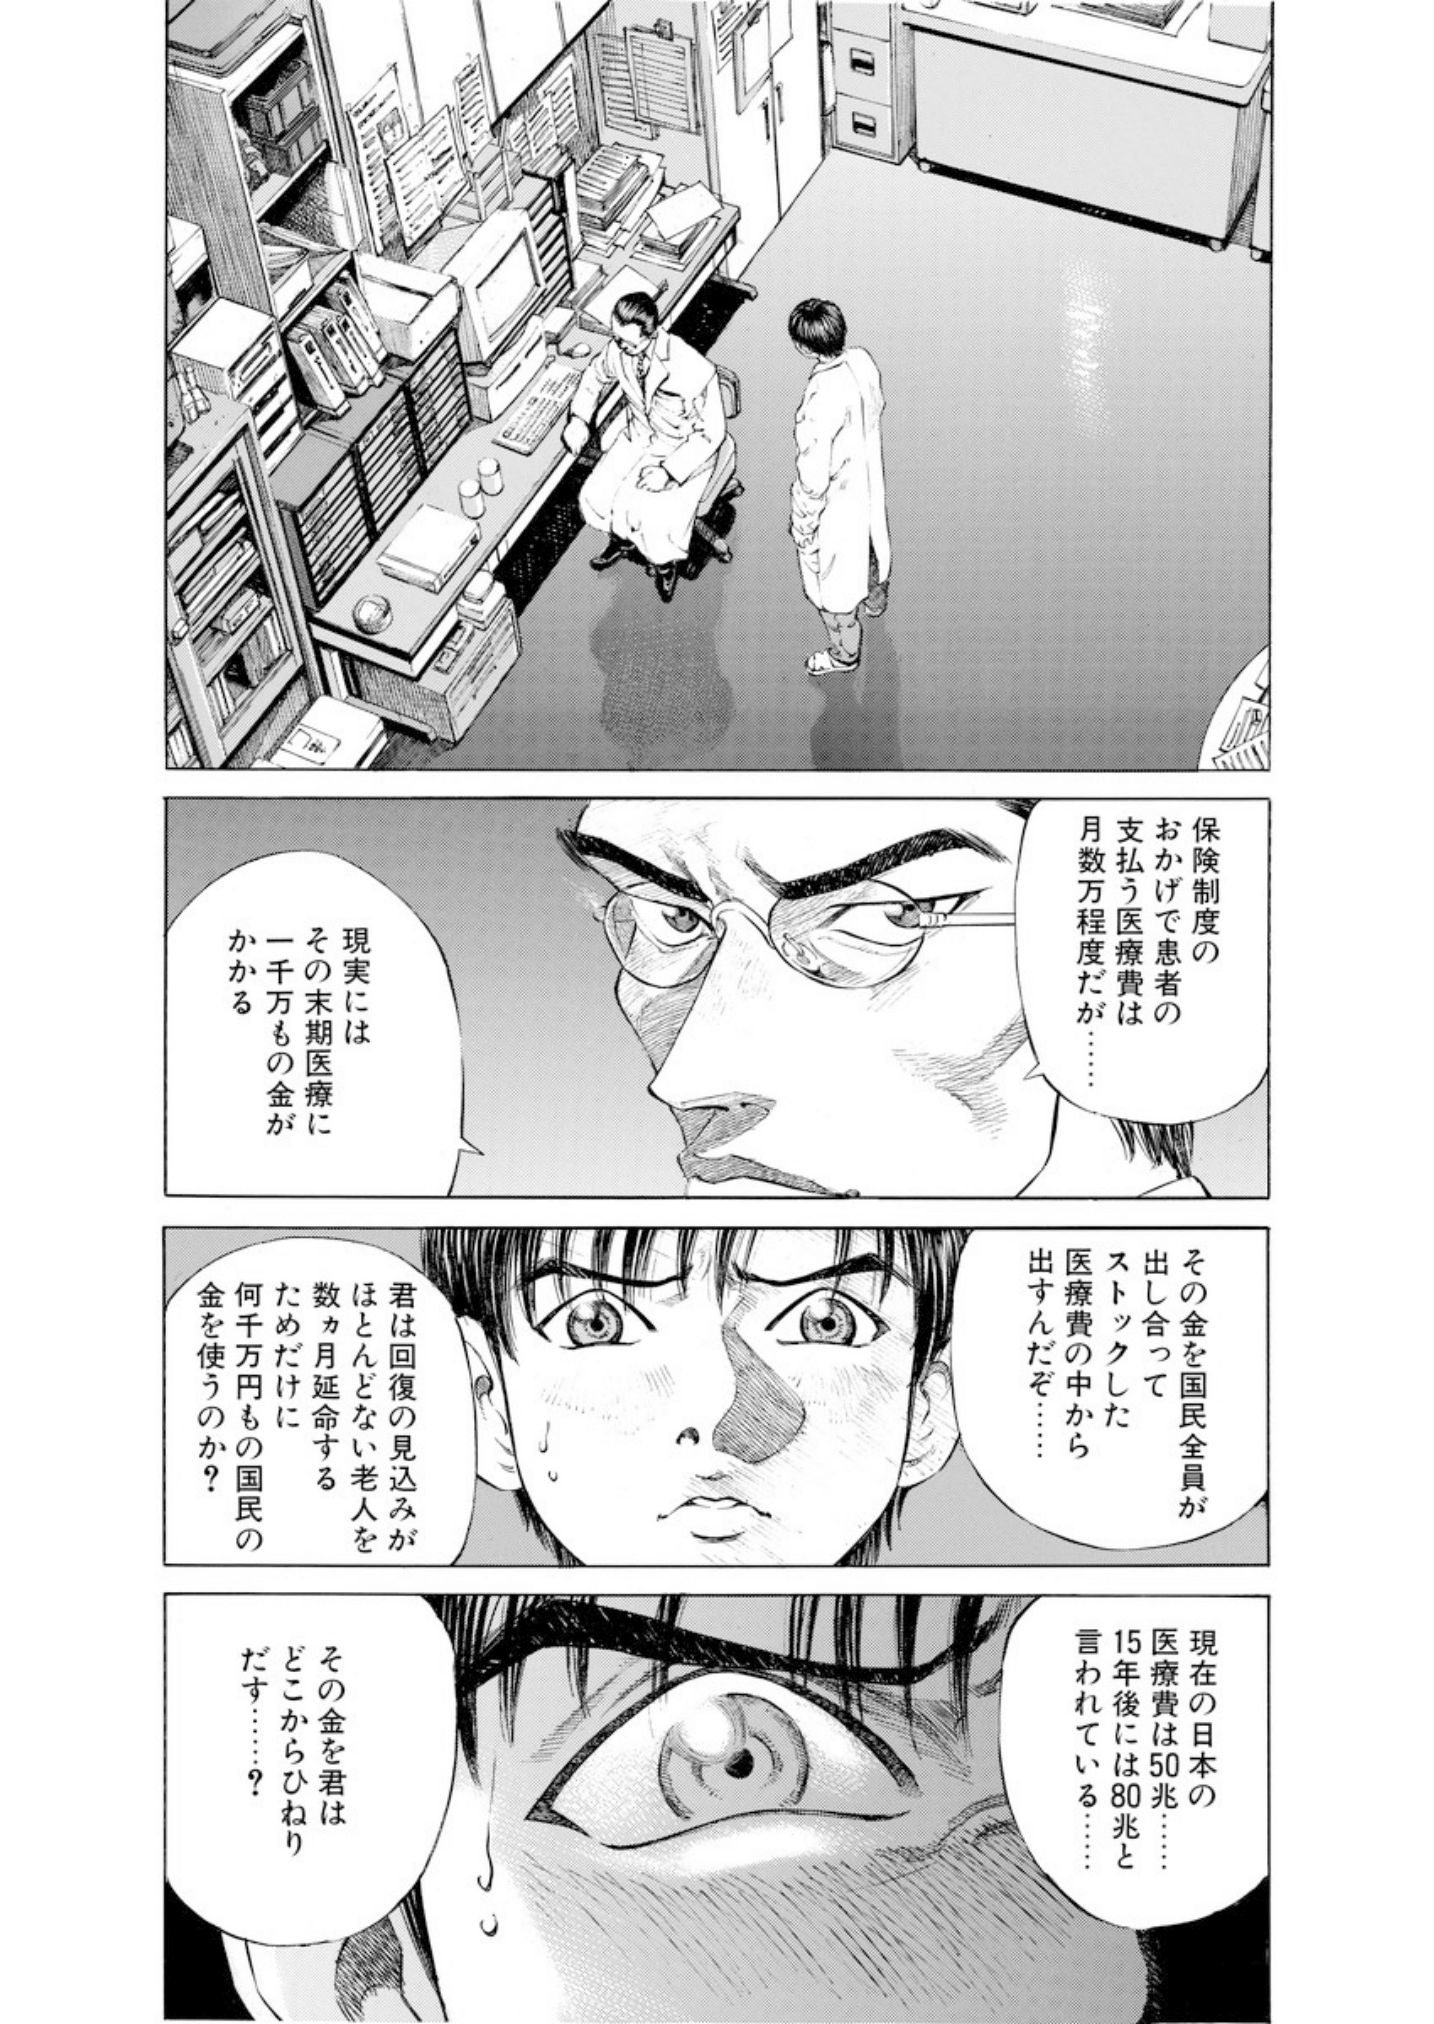 保険制度の
おかげで患者の
支払う医療費は
月数万程度だが……
現実には
その末期医療に
一千万もの金が
かかる
その金を国民全員が
出し合って
ストックした
医療費の中から
出すんだぞ……
君は回復の見込みが
ほとんどない老人を
数ヵ月延命する
ためだけに
何千万円もの国民の
金を使うのか？
現在の日本の
医療費は50兆……
15年後には80兆と
言われている……
その金を君は
どこからひねり
だす……？